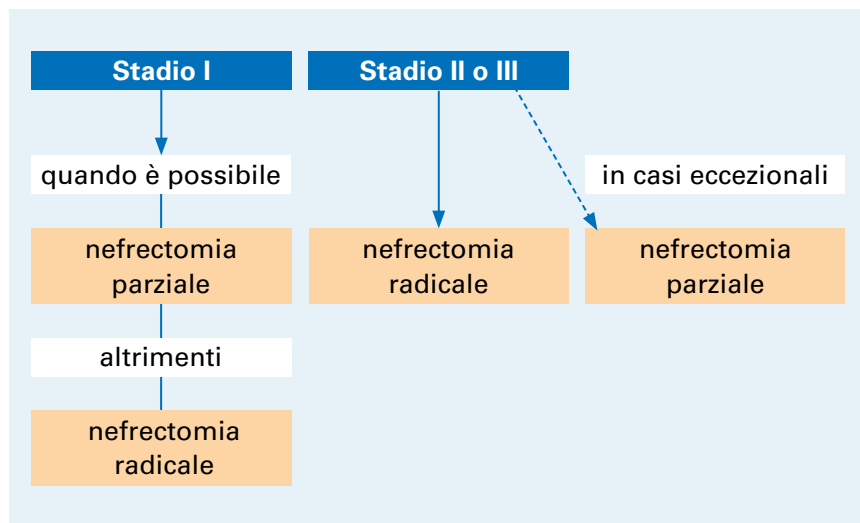 Stadio I
quando è possibile
nefrectomia
parziale
altrimenti
nefrectomia
radicale
Stadio II o III
nefrectomia
radicale
in casi eccezionali
nefrectomia
parziale